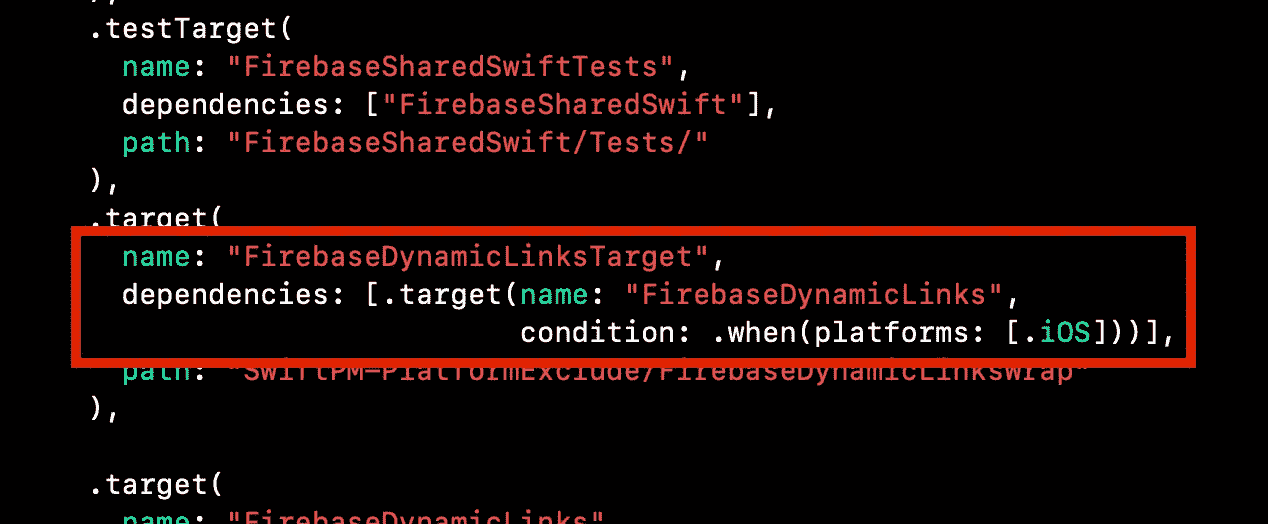 .testTarget(
name: "FirebaseSharedSwiftTests",
dependencies: ["FirebaseSharedSwift"],
path: "FirebaseSharedSwift/Tests/"
),
.target(
name: "FirebaseDynamicLinksTarget",
dependencies: [.target(name: "FirebaseDynamicLinks",
condition: .when(platforms: [.iOS]))],
path: "SwiftPM-PlatformExclude/FirebaseDynamicLinksWrap"
),
.target(
name: "FirebaseDynamicLinks"